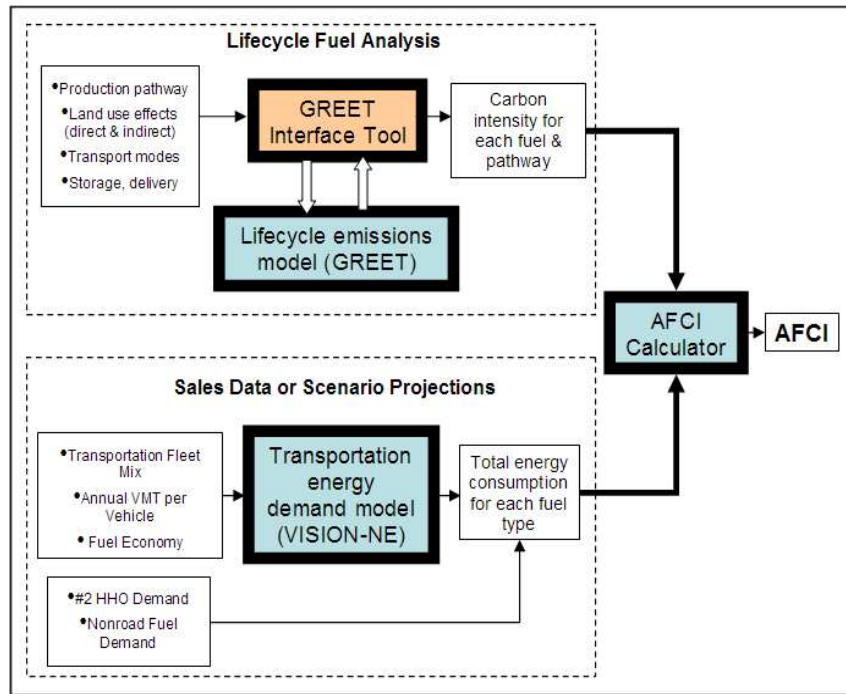 Lifecycle Fuel Analysis
•Production pathway
•Land use effects
(direct & indirect)
•Transport modes
•Storage, delivery
GREET
Interface Tool
Carbon
intensity for
each fuel &
pathway
Lifecycle emissions
model (GREET)
AFCI
Calculator
AFCI
Sales Data or Scenario Projections
•Transportation Fleet
Mix
•Annual VMT per
Vehicle
•Fuel Economy
Transportation
energy
demand model
(VISION-NE)
Total energy
consumption
for each fuel
type
•#2 HHO Demand
•Nonroad Fuel
Demand